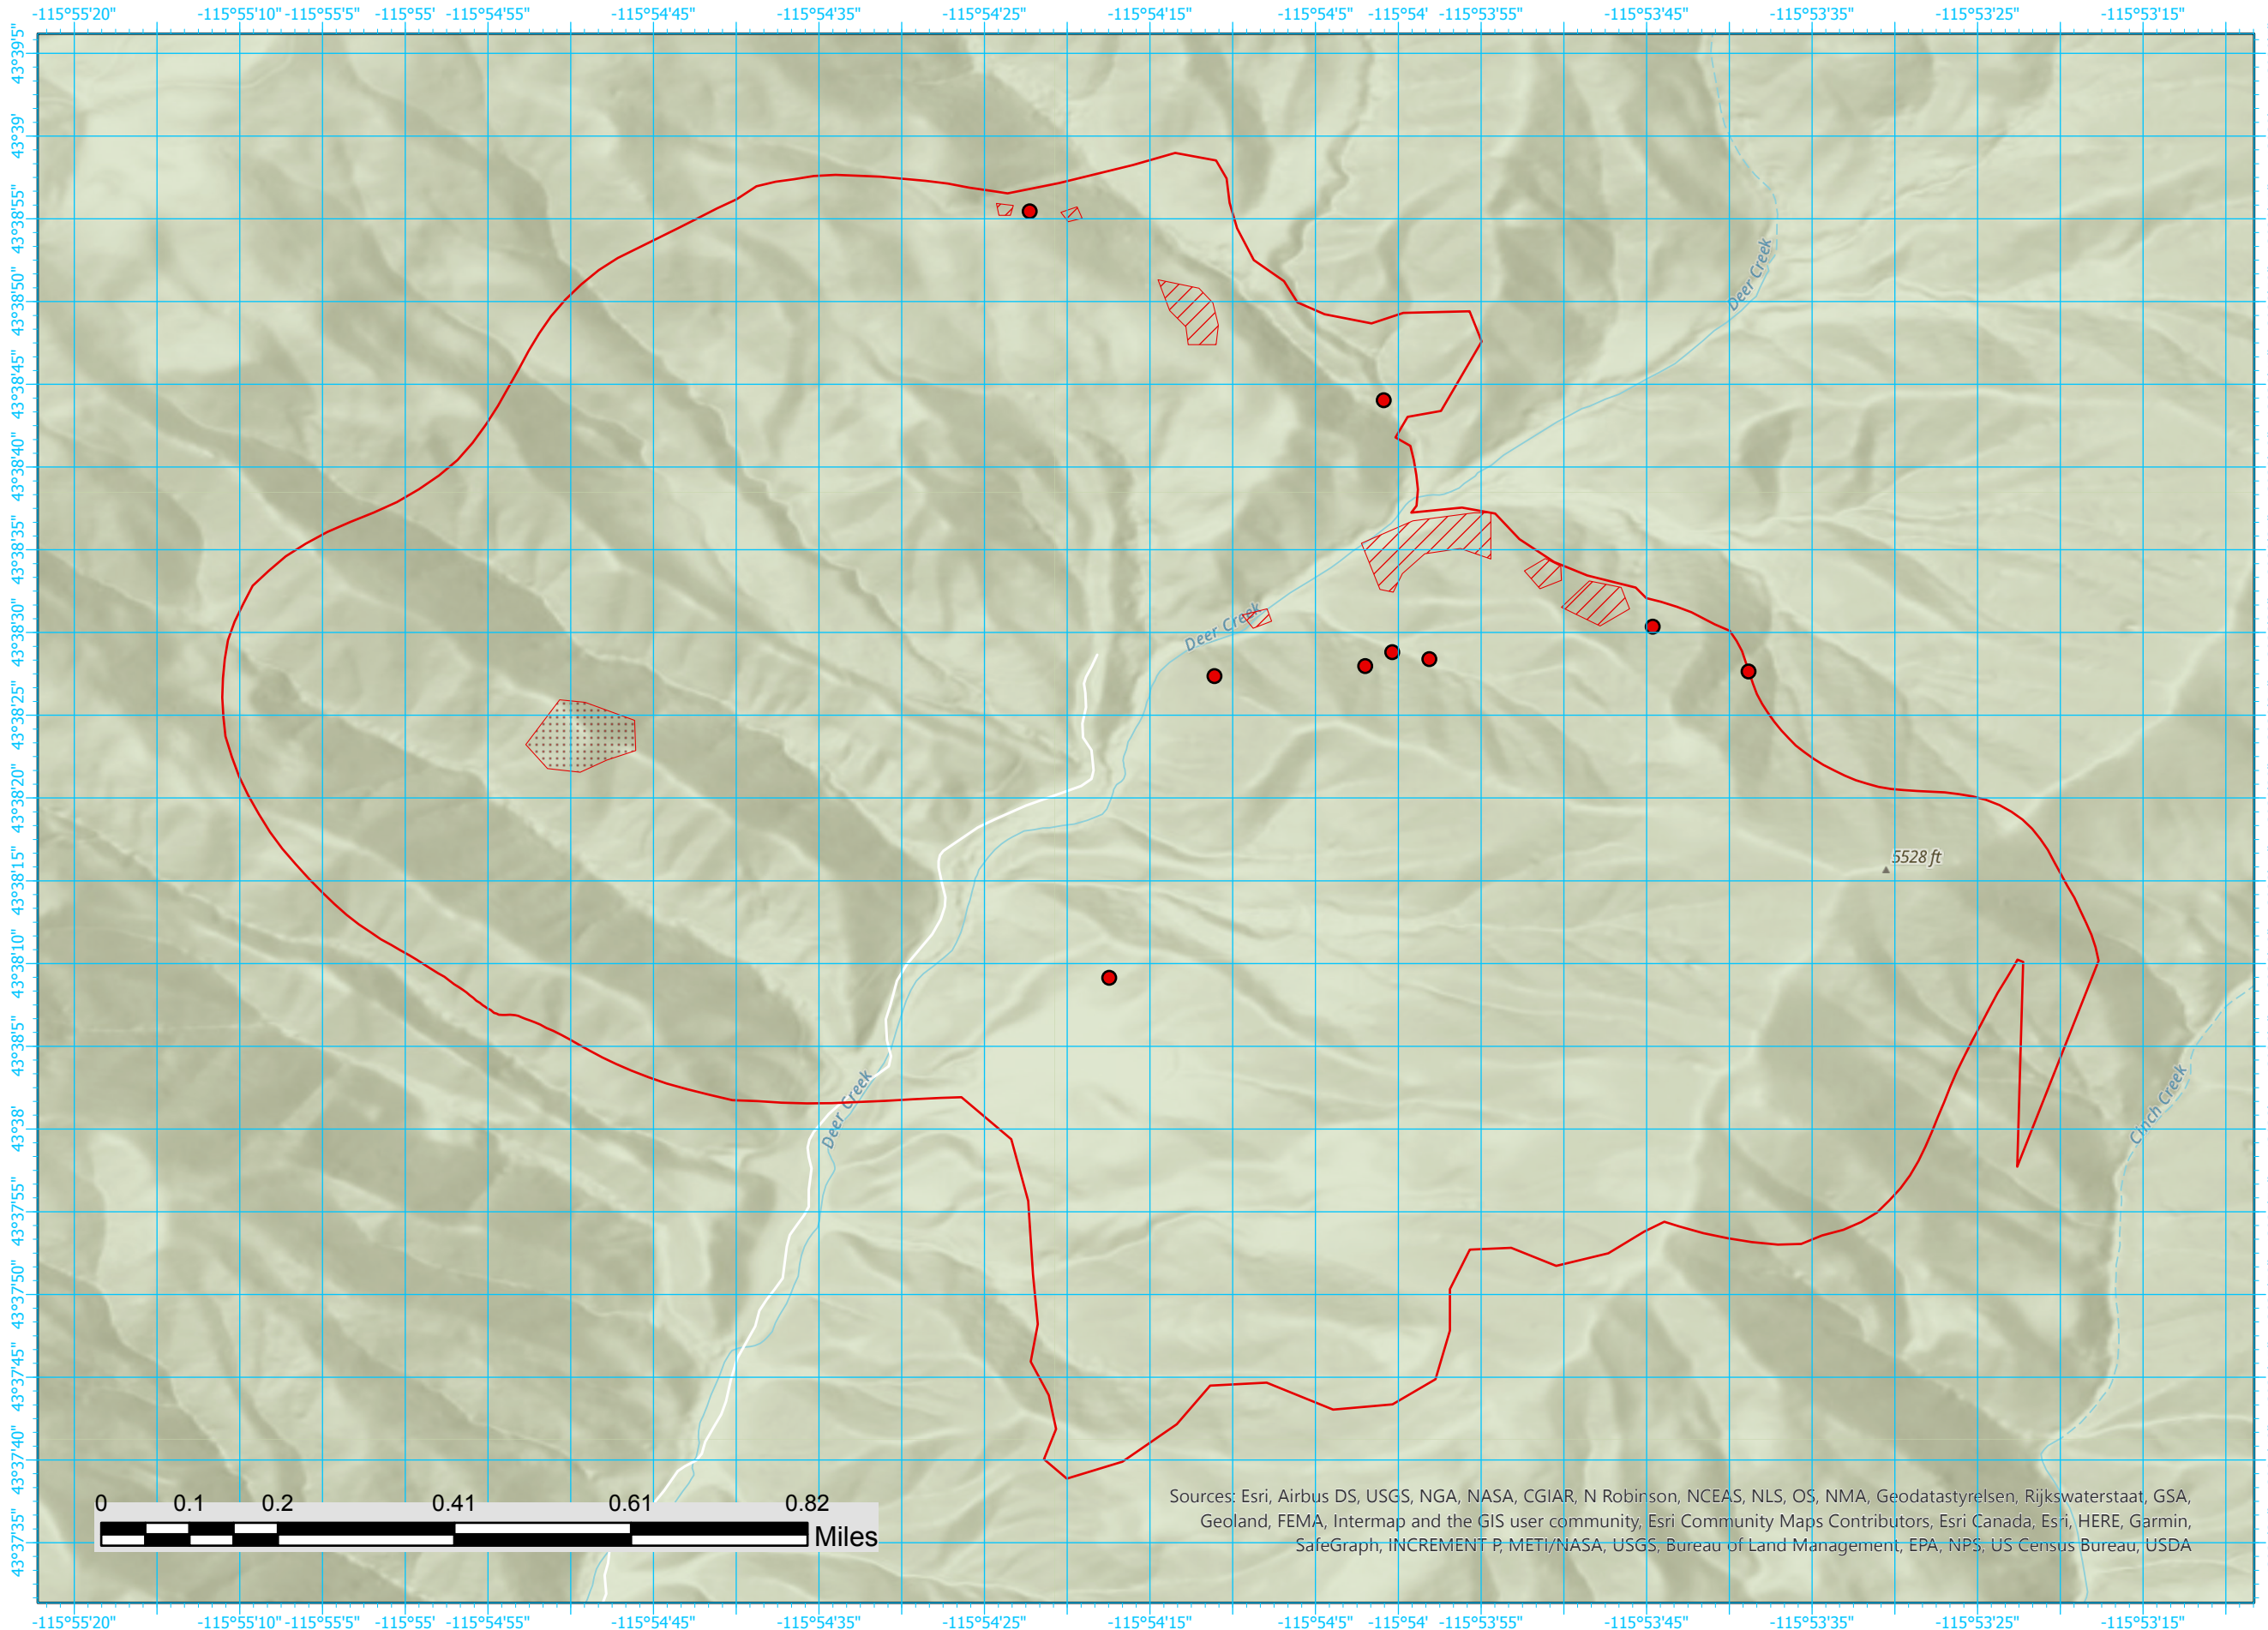 -115°55'20" -115°55'10" -115°55'5" -115°55' -115°54'55" -115°54'45" -115°54'35" -115°54'25" -115°54'15" -115°54'5" -115°54' -115°53'55" -115°53'45" -115°53'35" -115°53'25" -115°53'15"
43°39'5"
43°39'
43°38'55"
43°38'50"
43°38'45"
43°38'40"
43°38'35"
43°38'30"
43°38'25"
43°38'20"
43°38'15"
43°38'10"
43°38'5"
43°38'
43°37'55"
43°37'50"
43°37'45"
43°37'40"
43°37'35"
Deer Creek
Deer Creek
5528 ft
Deer Creek
Cinch Creek
0 0.1 0.2 0.41 0.61 0.82
Miles
Sources: Esri, Airbus DS, USGS, NGA, NASA, CGIAR, N Robinson, NCEAS, NLS, OS, NMA, Geodatastyrelsen, Rijkswaterstaat, GSA,
Geoland, FEMA, Intermap and the GIS user community, Esri Community Maps Contributors, Esri Canada, Esri, HERE, Garmin,
SafeGraph, INCREMENT P, METI/NASA, USGS, Bureau of Land Management, EPA, NPS, US Census Bureau, USDA
-115°55'20" -115°55'10" -115°55'5" -115°55' -115°54'55" -115°54'45" -115°54'35" -115°54'25" -115°54'15" -115°54'5" -115°54' -115°53'55" -115°53'45" -115°53'35" -115°53'25" -115°53'15"